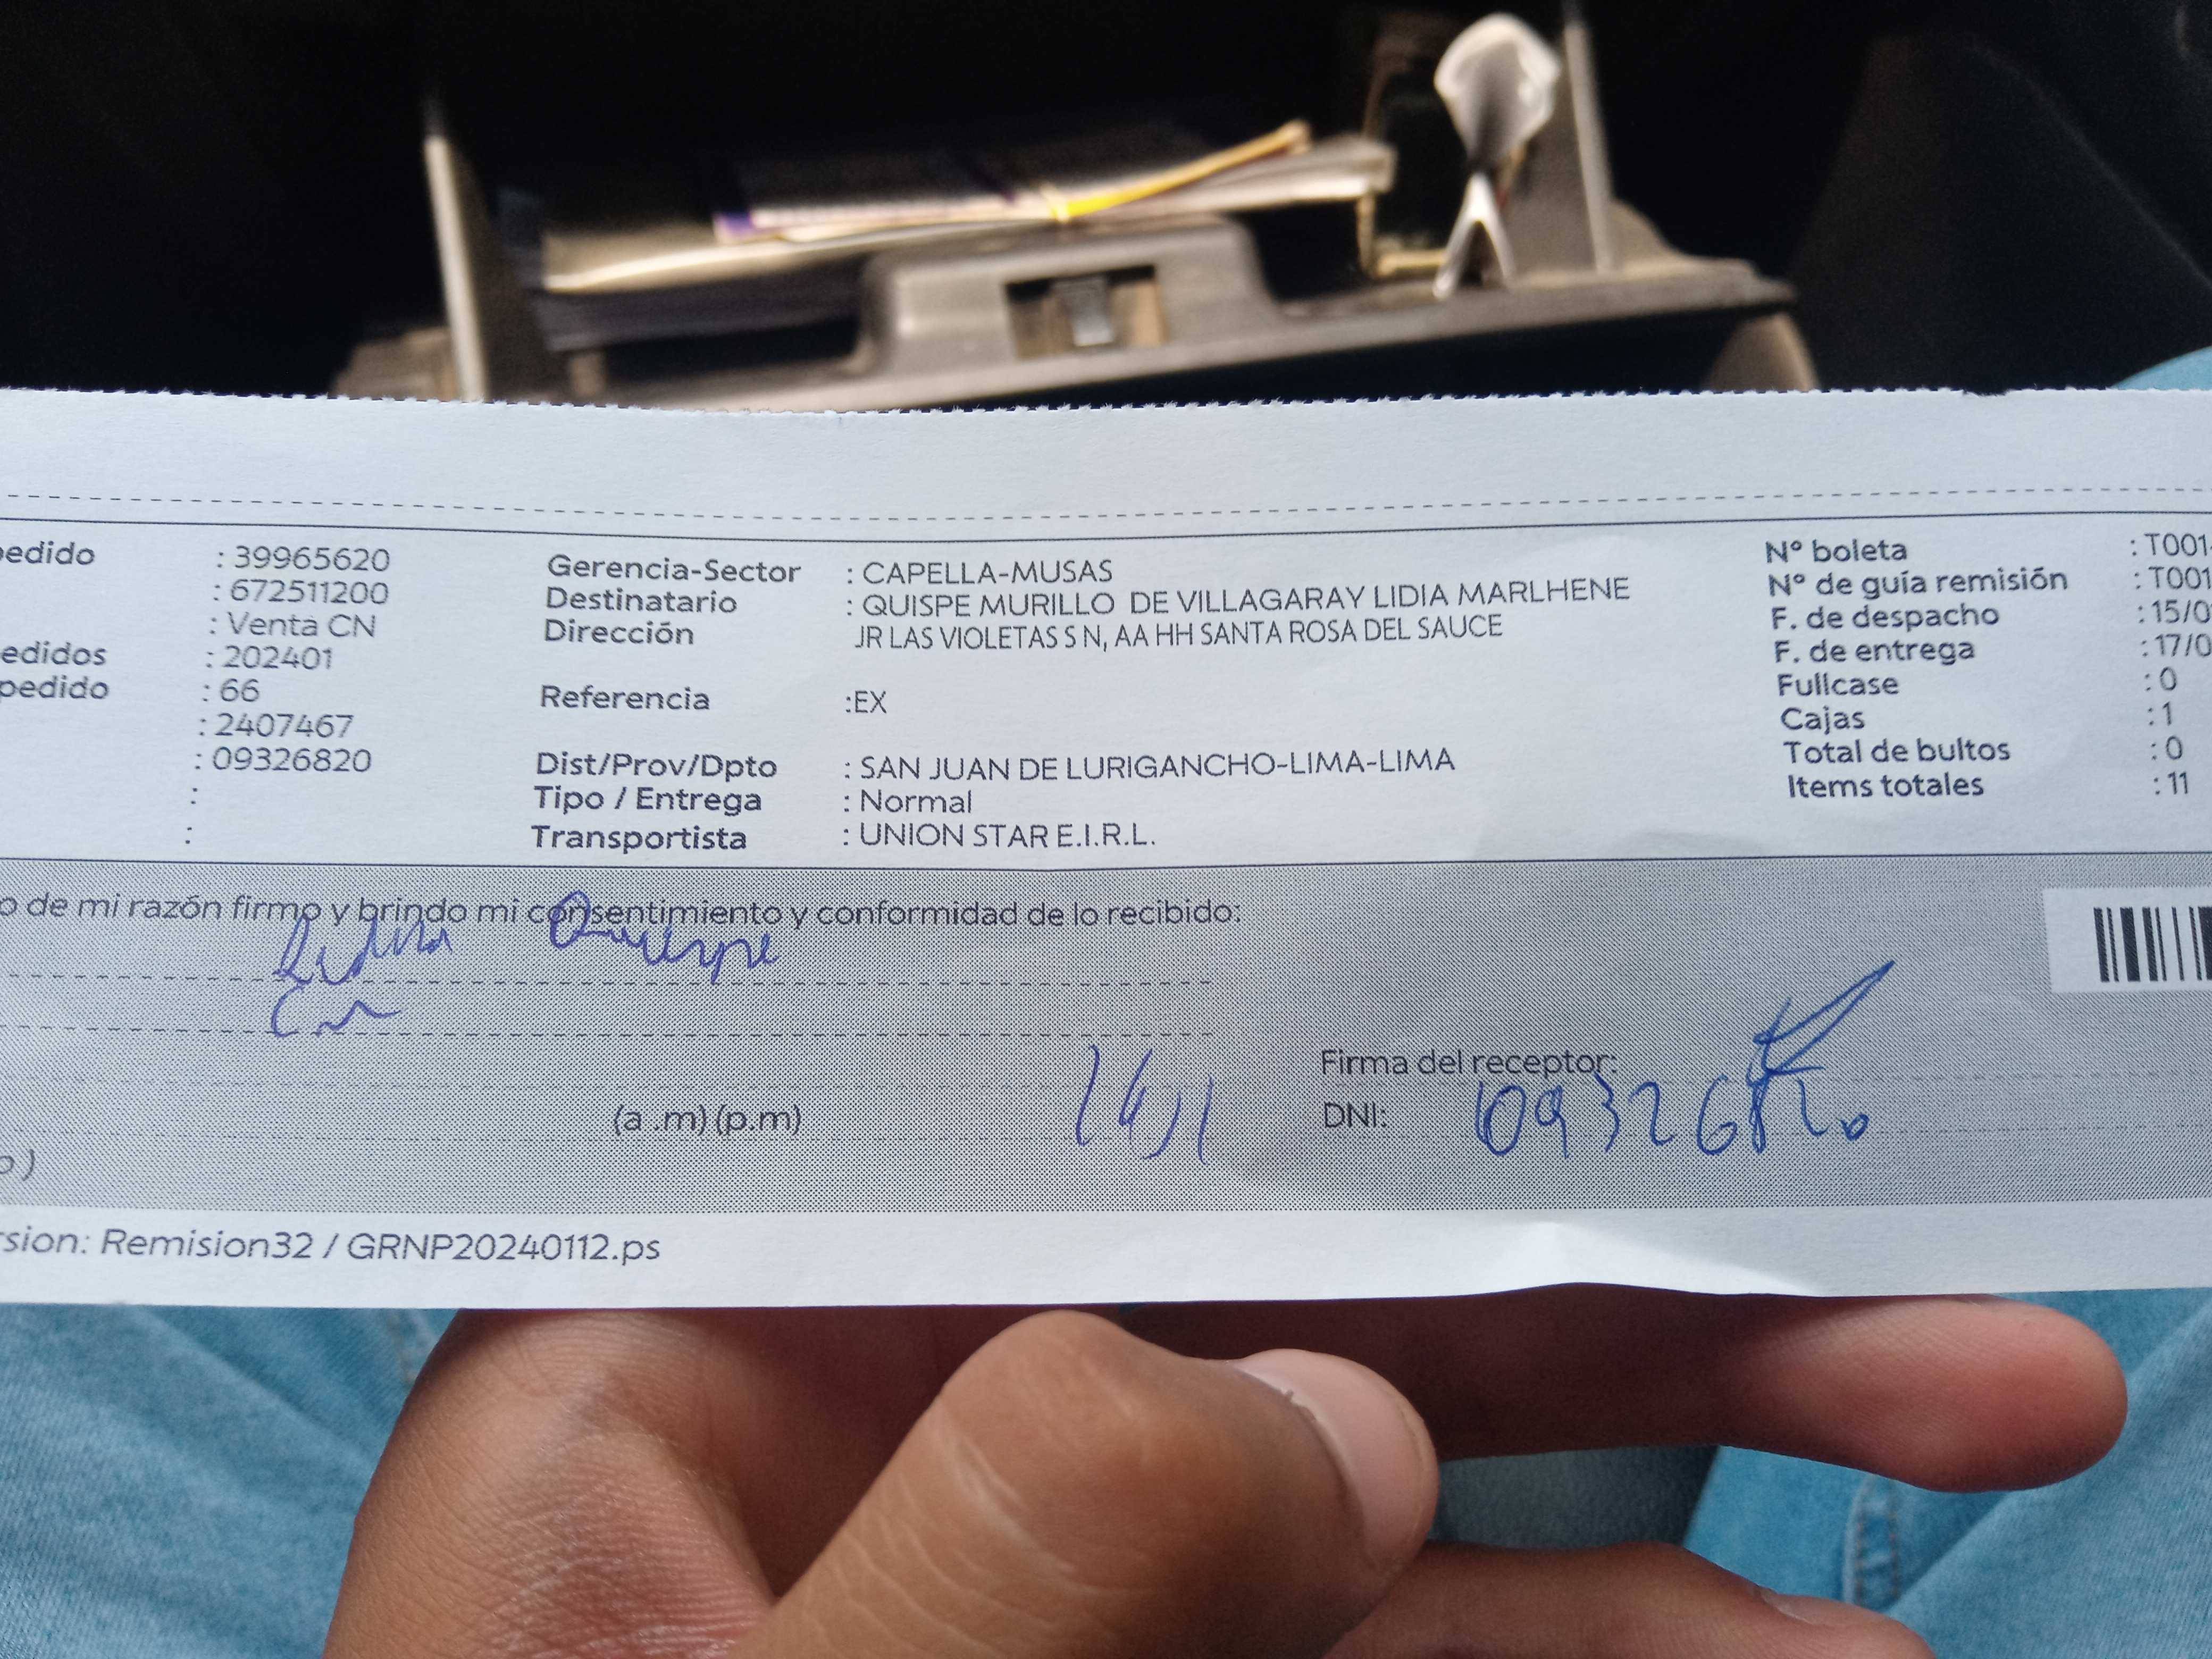 pedido : 39965620
: 672511200
: Venta CN
edidos : 202401
pedido : 66
: 2407467
: 09326820
:
:
Gerencia-Sector : CAPELLA-MUSAS
Destinatario : QUISPE MURILLO DE VILLAGARAY LIDIA MARLHENE
Dirección JR LAS VIOLETAS S N, AA HH SANTA ROSA DEL SAUCE
Referencia :EX
Dist/Prov/Dpto : SAN JUAN DE LURIGANCHO-LIMA-LIMA
Tipo / Entrega : Normal
Transportista : UNION STAR E.I.R.L.
Nº boleta : T001-
Nº de guía remisión : T001
F. de despacho : 15/0
F. de entrega : 17/0
Fullcase : 0
Cajas : 1
Total de bultos : 0
Items totales : 11
o de mi razón firmo y brindo mi consentimiento y conformidad de lo recibido:
Lidia Quispe
Firma del receptor:
(a .m) (p.m)
DNI: 09326820
o)
rsion: Remision32 / GRNP20240112.ps